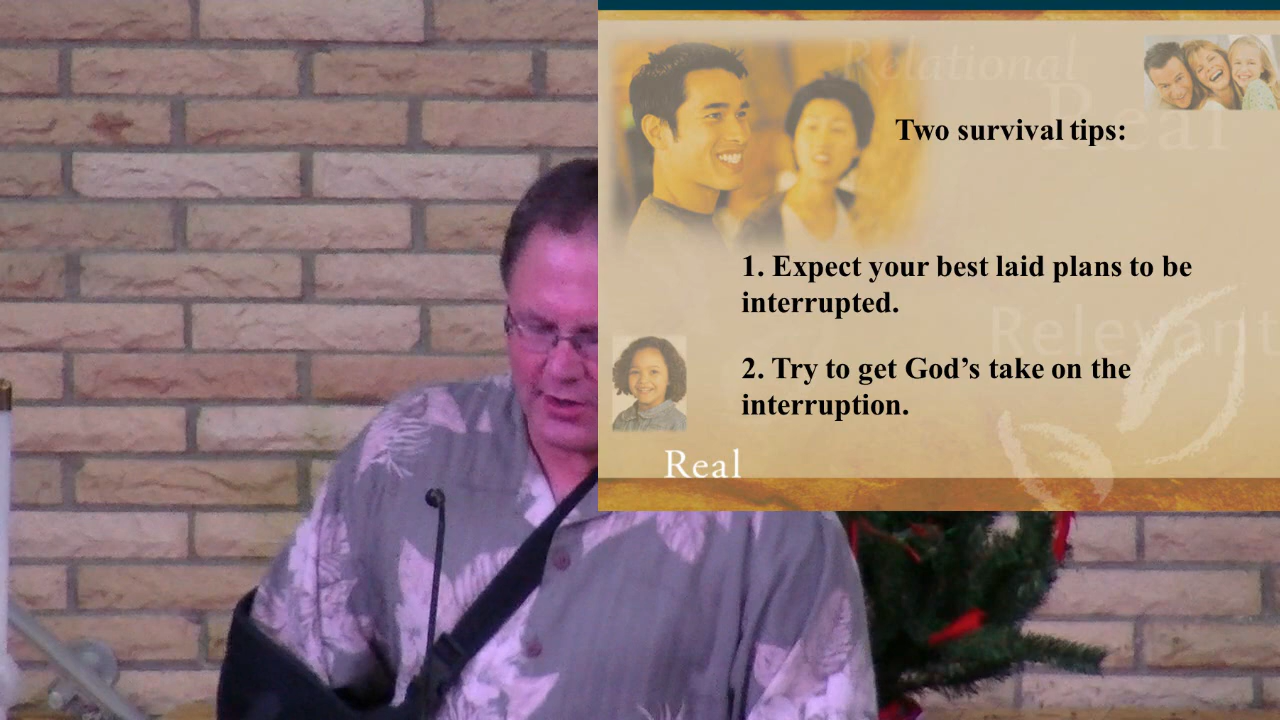 Relational
Real
Two survival tips:
1. Expect your best laid plans to be
interrupted.
Relevant
2. Try to get God’s take on the
interruption.
Real